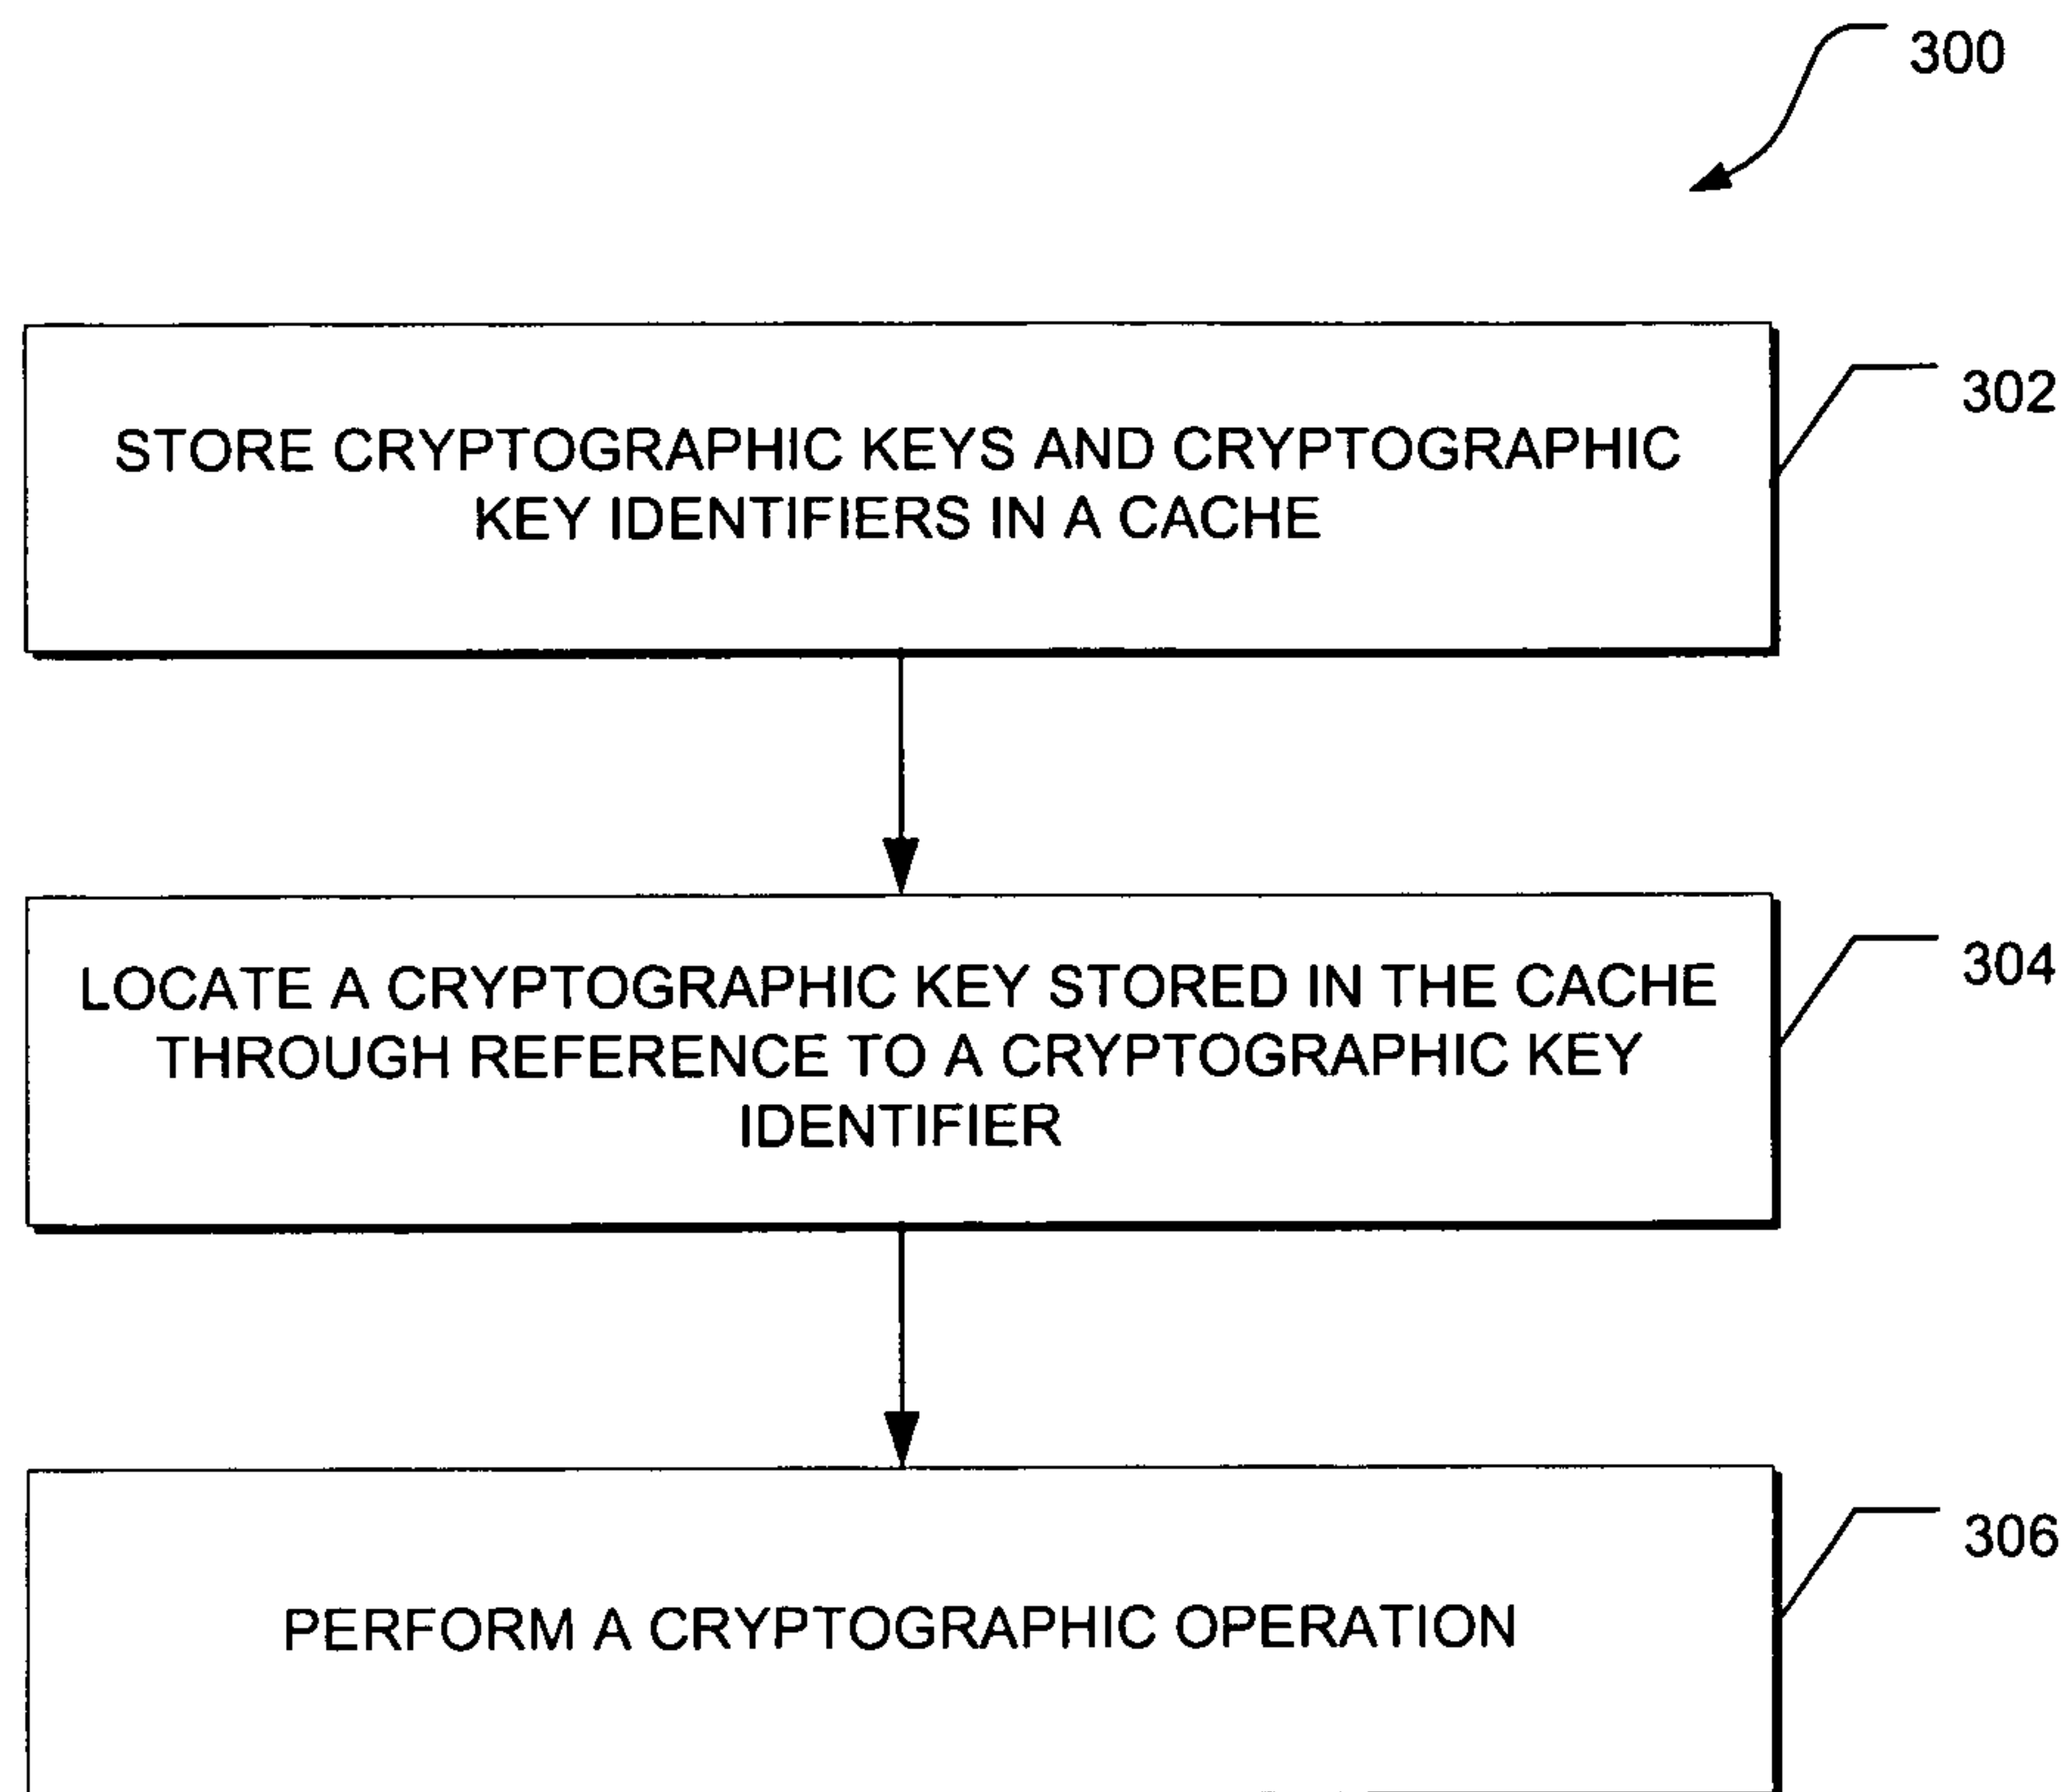 300
302
STORE CRYPTOGRAPHIC KEYS AND CRYPTOGRAPHIC
KEY IDENTIFIERS IN A CACHE
304
LOCATE A CRYPTOGRAPHIC KEY STORED IN THE CACHE
THROUGH REFERENCE TO A CRYPTOGRAPHIC KEY
IDENTIFIER
306
PERFORM A CRYPTOGRAPHIC OPERATION